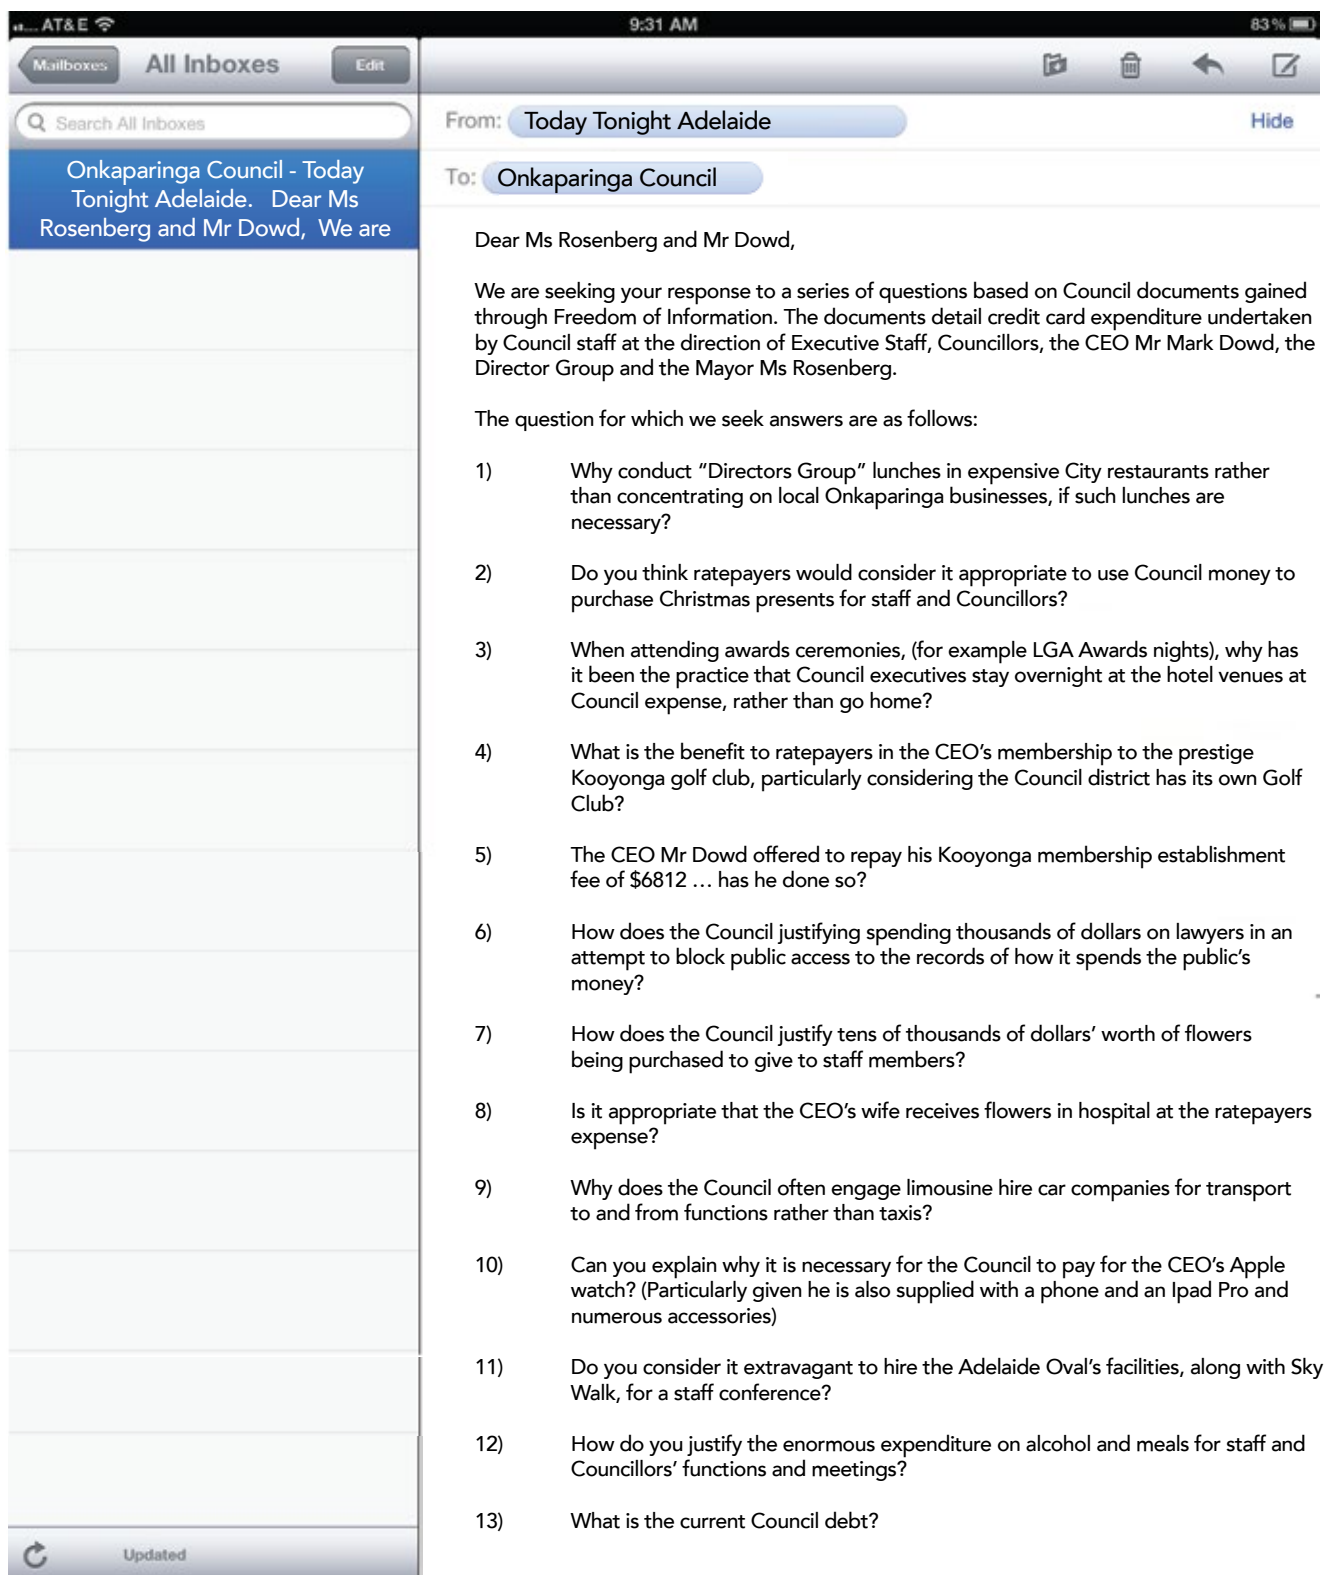 AT&E
9:31 AM
83%
Mailboxes
All Inboxes
Edit
Search All Inboxes
From: Today Tonight Adelaide
Hide
Onkaparinga Council - Today
Tonight Adelaide. Dear Ms
Rosenberg and Mr Dowd, We are
To: Onkaparinga Council
Dear Ms Rosenberg and Mr Dowd,
We are seeking your response to a series of questions based on Council documents gained
through Freedom of Information. The documents detail credit card expenditure undertaken
by Council staff at the direction of Executive Staff, Councillors, the CEO Mr Mark Dowd, the
Director Group and the Mayor Ms Rosenberg.
The question for which we seek answers are as follows:
1) Why conduct “Directors Group” lunches in expensive City restaurants rather
than concentrating on local Onkaparinga businesses, if such lunches are
necessary?
2) Do you think ratepayers would consider it appropriate to use Council money to
purchase Christmas presents for staff and Councillors?
3) When attending awards ceremonies, (for example LGA Awards nights), why has
it been the practice that Council executives stay overnight at the hotel venues at
Council expense, rather than go home?
4) What is the benefit to ratepayers in the CEO’s membership to the prestige
Kooyonga golf club, particularly considering the Council district has its own Golf
Club?
5) The CEO Mr Dowd offered to repay his Kooyonga membership establishment
fee of $6812 … has he done so?
6) How does the Council justifying spending thousands of dollars on lawyers in an
attempt to block public access to the records of how it spends the public’s
money?
7) How does the Council justify tens of thousands of dollars’ worth of flowers
being purchased to give to staff members?
8) Is it appropriate that the CEO’s wife receives flowers in hospital at the ratepayers
expense?
9) Why does the Council often engage limousine hire car companies for transport
to and from functions rather than taxis?
10) Can you explain why it is necessary for the Council to pay for the CEO’s Apple
watch? (Particularly given he is also supplied with a phone and an Ipad Pro and
numerous accessories)
11) Do you consider it extravagant to hire the Adelaide Oval’s facilities, along with Sky
Walk, for a staff conference?
12) How do you justify the enormous expenditure on alcohol and meals for staff and
Councillors’ functions and meetings?
13) What is the current Council debt?
Updated